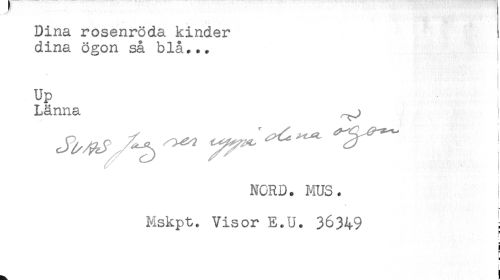 Dina rosenröda kinder
dina ögon så blå...
Up
Länna
SVAS Jag ser uppå dina ögon
NORD. MUS.
Mskpt. Visor E.U. 36349